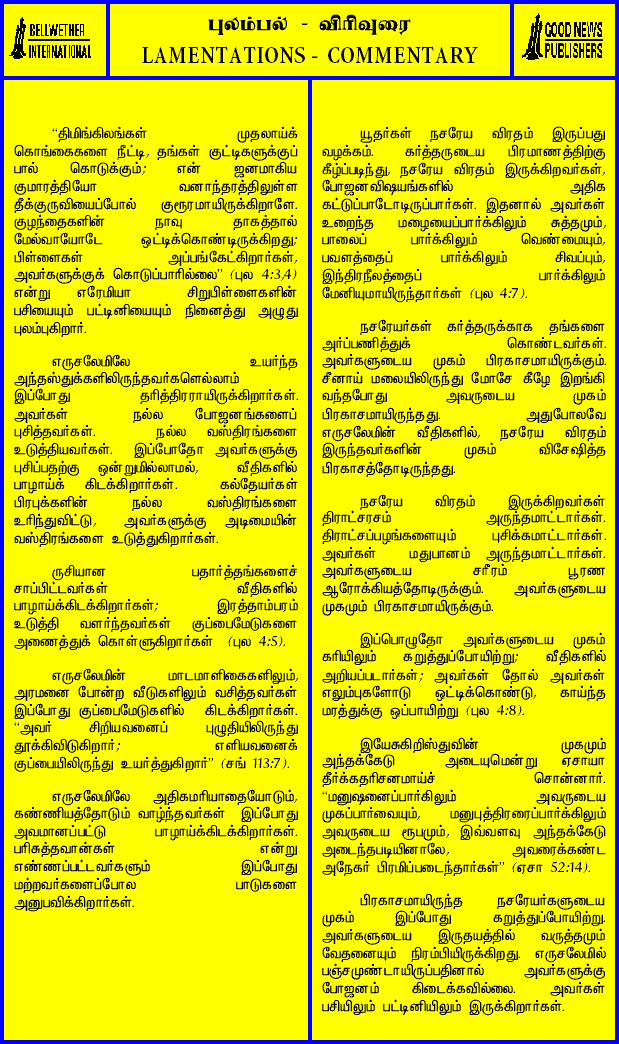 BELLWETHER
INTERNATIONAL
புலம்பல் - விரிவுரை
LAMENTATIONS - COMMENTARY
GOOD NEWS
PUBLISHERS
“திமிங்கிலங்கள் முதலாய்க்
கொங்கைகளை நீட்டி, தங்கள் குட்டிகளுக்குப்
பால் கொடுக்கும்; என் ஜனமாகிய
குமாரத்தியோ வனாந்தரத்திலுள்ள
தீக்குருவியைப்போல் குரூரமாயிருக்கிறாளே.
குழந்தைகளின் நாவு தாகத்தால்
மேல்வாயோடே ஒட்டிக்கொண்டிருக்கிறது;
பிள்ளைகள் அப்பங்கேட்கிறார்கள்,
அவர்களுக்குக் கொடுப்பாரில்லை” (புல 4:3,4)
என்று எரேமியா சிறுபிள்ளைகளின்
பசியையும் பட்டினியையும் நினைத்து அழுது
புலம்புகிறார்.
எருசலேமிலே உயர்ந்த
அந்தஸ்துக்களிலிருந்தவர்களெல்லாம்
இப்போது தரித்திரராயிருக்கிறார்கள்.
அவர்கள் நல்ல போஜனங்களைப்
புசித்தவர்கள். நல்ல வஸ்திரங்களை
உடுத்தியவர்கள். இப்போதோ அவர்களுக்கு
புசிப்பதற்கு ஒன்றுமில்லாமல், வீதிகளில்
பாழாய்க் கிடக்கிறார்கள். கல்தேயர்கள்
பிரபுக்களின் நல்ல வஸ்திரங்களை
உரிந்துவிட்டு, அவர்களுக்கு அடிமையின்
வஸ்திரங்களை உடுத்துகிறார்கள்.
ருசியான பதார்த்தங்களைச்
சாப்பிட்டவர்கள் வீதிகளில்
பாழாய்க்கிடக்கிறார்கள்; இரத்தாம்பரம்
உடுத்தி வளர்ந்தவர்கள் குப்பைமேடுகளை
அணைத்துக் கொள்ளுகிறார்கள் (புல 4:5).
எருசலேமின் மாடமாளிகைகளிலும்,
அரமனை போன்ற வீடுகளிலும் வசித்தவர்கள்
இப்போது குப்பைமேடுகளில் கிடக்கிறார்கள்.
“அவர் சிறியவனைப் புழுதியிலிருந்து
தூக்கிவிடுகிறார்; எளியவனைக்
குப்பையிலிருந்து உயர்த்துகிறார்” (சங் 113:7).
எருசலேமிலே அதிகமரியாதையோடும்,
கண்ணியத்தோடும் வாழ்ந்தவர்கள் இப்போது
அவமானப்பட்டு பாழாய்க்கிடக்கிறார்கள்.
பரிசுத்தவான்கள் என்று
எண்ணப்பட்டவர்களும் இப்போது
மற்றவர்களைப்போல பாடுகளை
அனுபவிக்கிறார்கள்.
யூதர்கள் நசரேய விரதம் இருப்பது
வழக்கம். கர்த்தருடைய பிரமாணத்திற்கு
கீழ்ப்படிந்து, நசரேய விரதம் இருக்கிறவர்கள்,
போஜனவிஷயங்களில் அதிக
கட்டுப்பாடோடிருப்பார்கள். இதனால் அவர்கள்
உறைந்த மழையைப்பார்க்கிலும் சுத்தமும்,
பாலைப் பார்க்கிலும் வெண்மையும்,
பவளத்தைப் பார்க்கிலும் சிவப்பும்,
இந்திரநீலத்தைப் பார்க்கிலும்
மேனியுமாயிருந்தார்கள் (புல 4:7).
நசரேயர்கள் கர்த்தருக்காக தங்களை
அர்ப்பணித்துக் கொண்டவர்கள்.
அவர்களுடைய முகம் பிரகாசமாயிருக்கும்.
சீனாய் மலையிலிருந்து மோசே கீழே இறங்கி
வந்தபோது அவருடைய முகம்
பிரகாசமாயிருந்தது. அதுபோலவே
எருசலேமின் வீதிகளில், நசரேய விரதம்
இருந்தவர்களின் முகம் விசேஷித்த
பிரகாசத்தோடிருந்தது.
நசரேய விரதம் இருக்கிறவர்கள்
திராட்சரசம் அருந்தமாட்டார்கள்.
திராட்சப்பழங்களையும் புசிக்கமாட்டார்கள்.
அவர்கள் மதுபானம் அருந்தமாட்டார்கள்.
அவர்களுடைய சரீரம் பூரண
ஆரோக்கியத்தோடிருக்கும். அவர்களுடைய
முகமும் பிரகாசமாயிருக்கும்.
இப்பொழுதோ அவர்களுடைய முகம்
கரியிலும் கறுத்துப்போயிற்று; வீதிகளில்
அறியப்படார்கள்; அவர்கள் தோல் அவர்கள்
எலும்புகளோடு ஒட்டிக்கொண்டு, காய்ந்த
மரத்துக்கு ஒப்பாயிற்று (புல 4:8).
இயேசுகிறிஸ்துவின் முகமும்
அந்தக்கேடு அடையுமென்று ஏசாயா
தீர்க்கதரிசனமாய்ச் சொன்னார்.
“மனுஷனைப்பார்கிலும் அவருடைய
முகப்பார்வையும், மனுபுத்திரரைப்பார்க்கிலும்
அவருடைய ரூபமும், இவ்வளவு அந்தக்கேடு
அடைந்தபடியினாலே, அவரைக்கண்ட
அநேகர் பிரமிப்படைந்தார்கள்” (ஏசா 52:14).
பிரகாசமாயிருந்த நசரேயர்களுடைய
முகம் இப்போது கறுத்துப்போயிற்று.
அவர்களுடைய இருதயத்தில் வருத்தமும்
வேதனையும் நிரம்பியிருக்கிறது. எருசலேமில்
பஞ்சமுண்டாயிருப்பதினால் அவர்களுக்கு
போஜனம் கிடைக்கவில்லை. அவர்கள்
பசியிலும் பட்டினியிலும் இருக்கிறார்கள்.